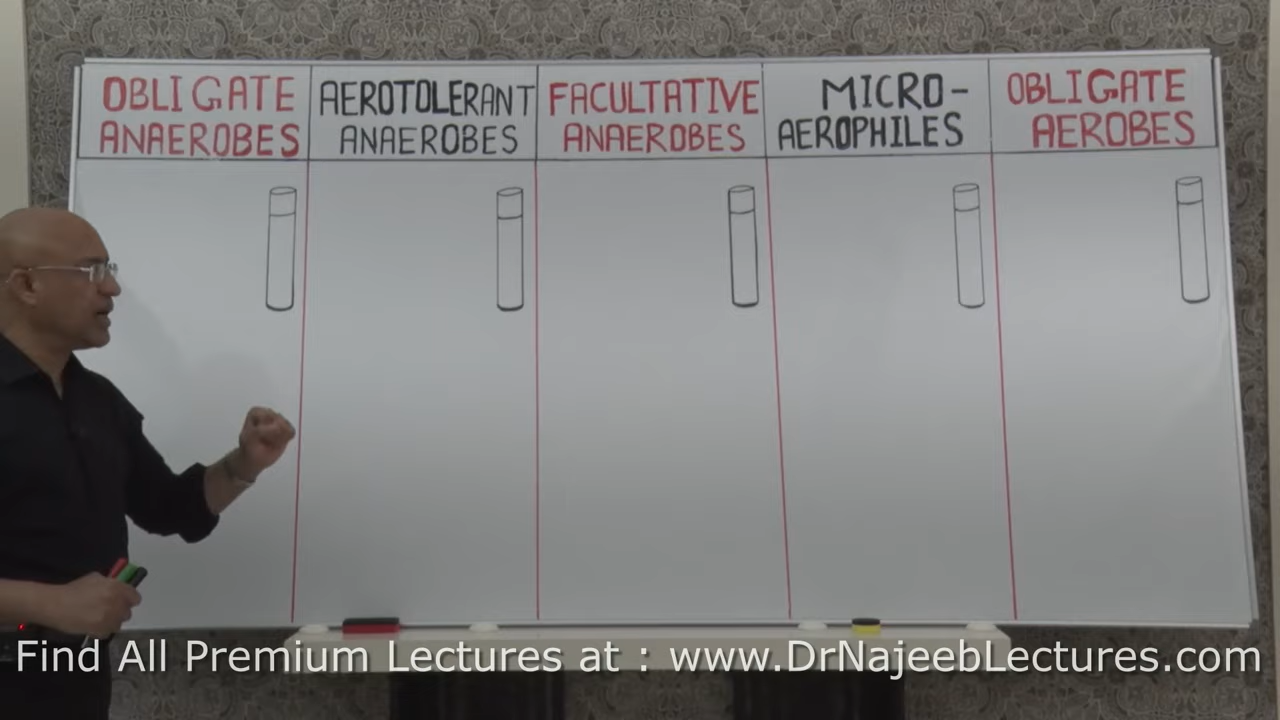 OBLIGATE
ANAEROBES
AEROTOLERANT
ANAEROBES
FACULTATIVE
ANAEROBES
MICRO-
AEROPHILES
OBLIGATE
AEROBES
Find All Premium Lectures at : www.DrNajeebLectures.com